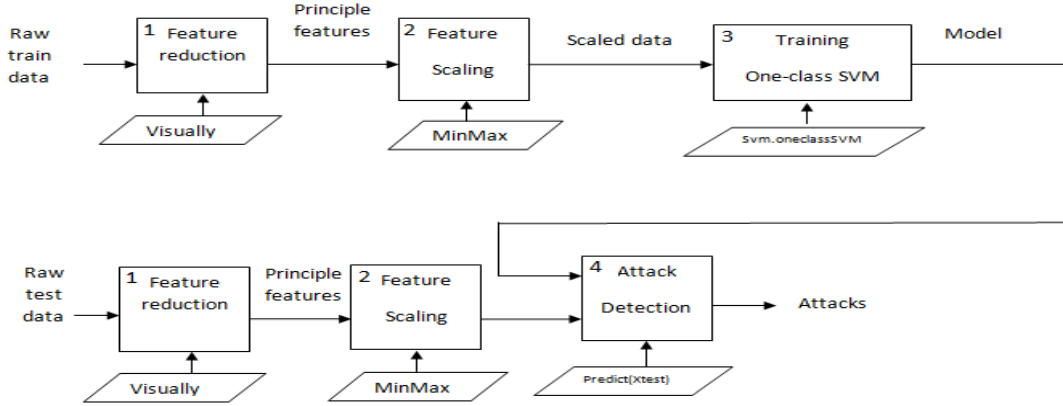 Raw
train
data
1 Feature
reduction
Visually
Principle
features
2 Feature
Scaling
MinMax
Scaled data
3 Training
One-class SVM
Svm.oneclassSVM
Model
Raw
test
data
1 Feature
reduction
Visually
Principle
features
2 Feature
Scaling
MinMax
4 Attack
Detection
Predict(Xtest)
Attacks